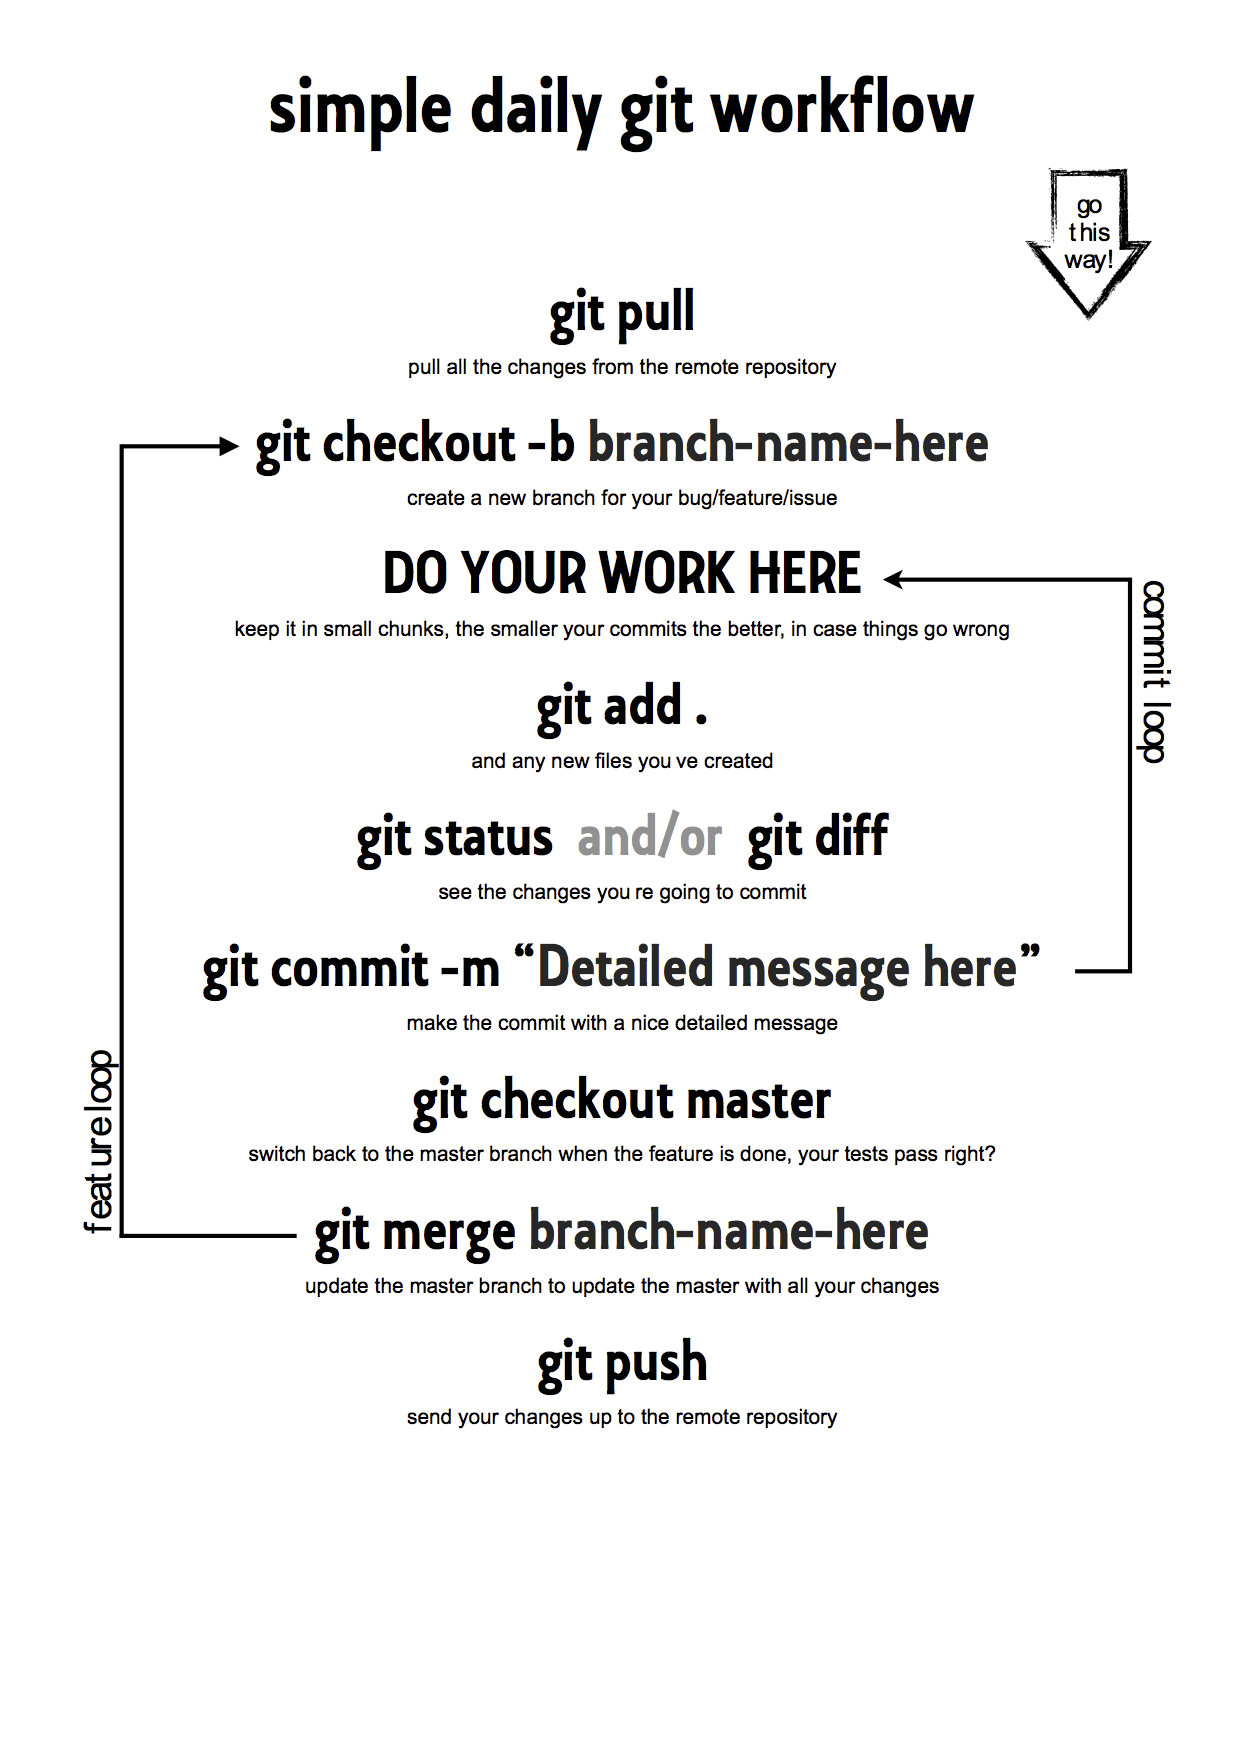 simple daily git workflow
go
this
way!
git pull
pull all the changes from the remote repository
git checkout -b branch-name-here
create a new branch for your bug/feature/issue
DO YOUR WORK HERE
keep it in small chunks, the smaller your commits the better, in case things go wrong
commit loop
git add .
and any new files you ve created
git status and/or git diff
see the changes you re going to commit
git commit -m “Detailed message here”
make the commit with a nice detailed message
feature loop
git checkout master
switch back to the master branch when the feature is done, your tests pass right?
git merge branch-name-here
update the master branch to update the master with all your changes
git push
send your changes up to the remote repository